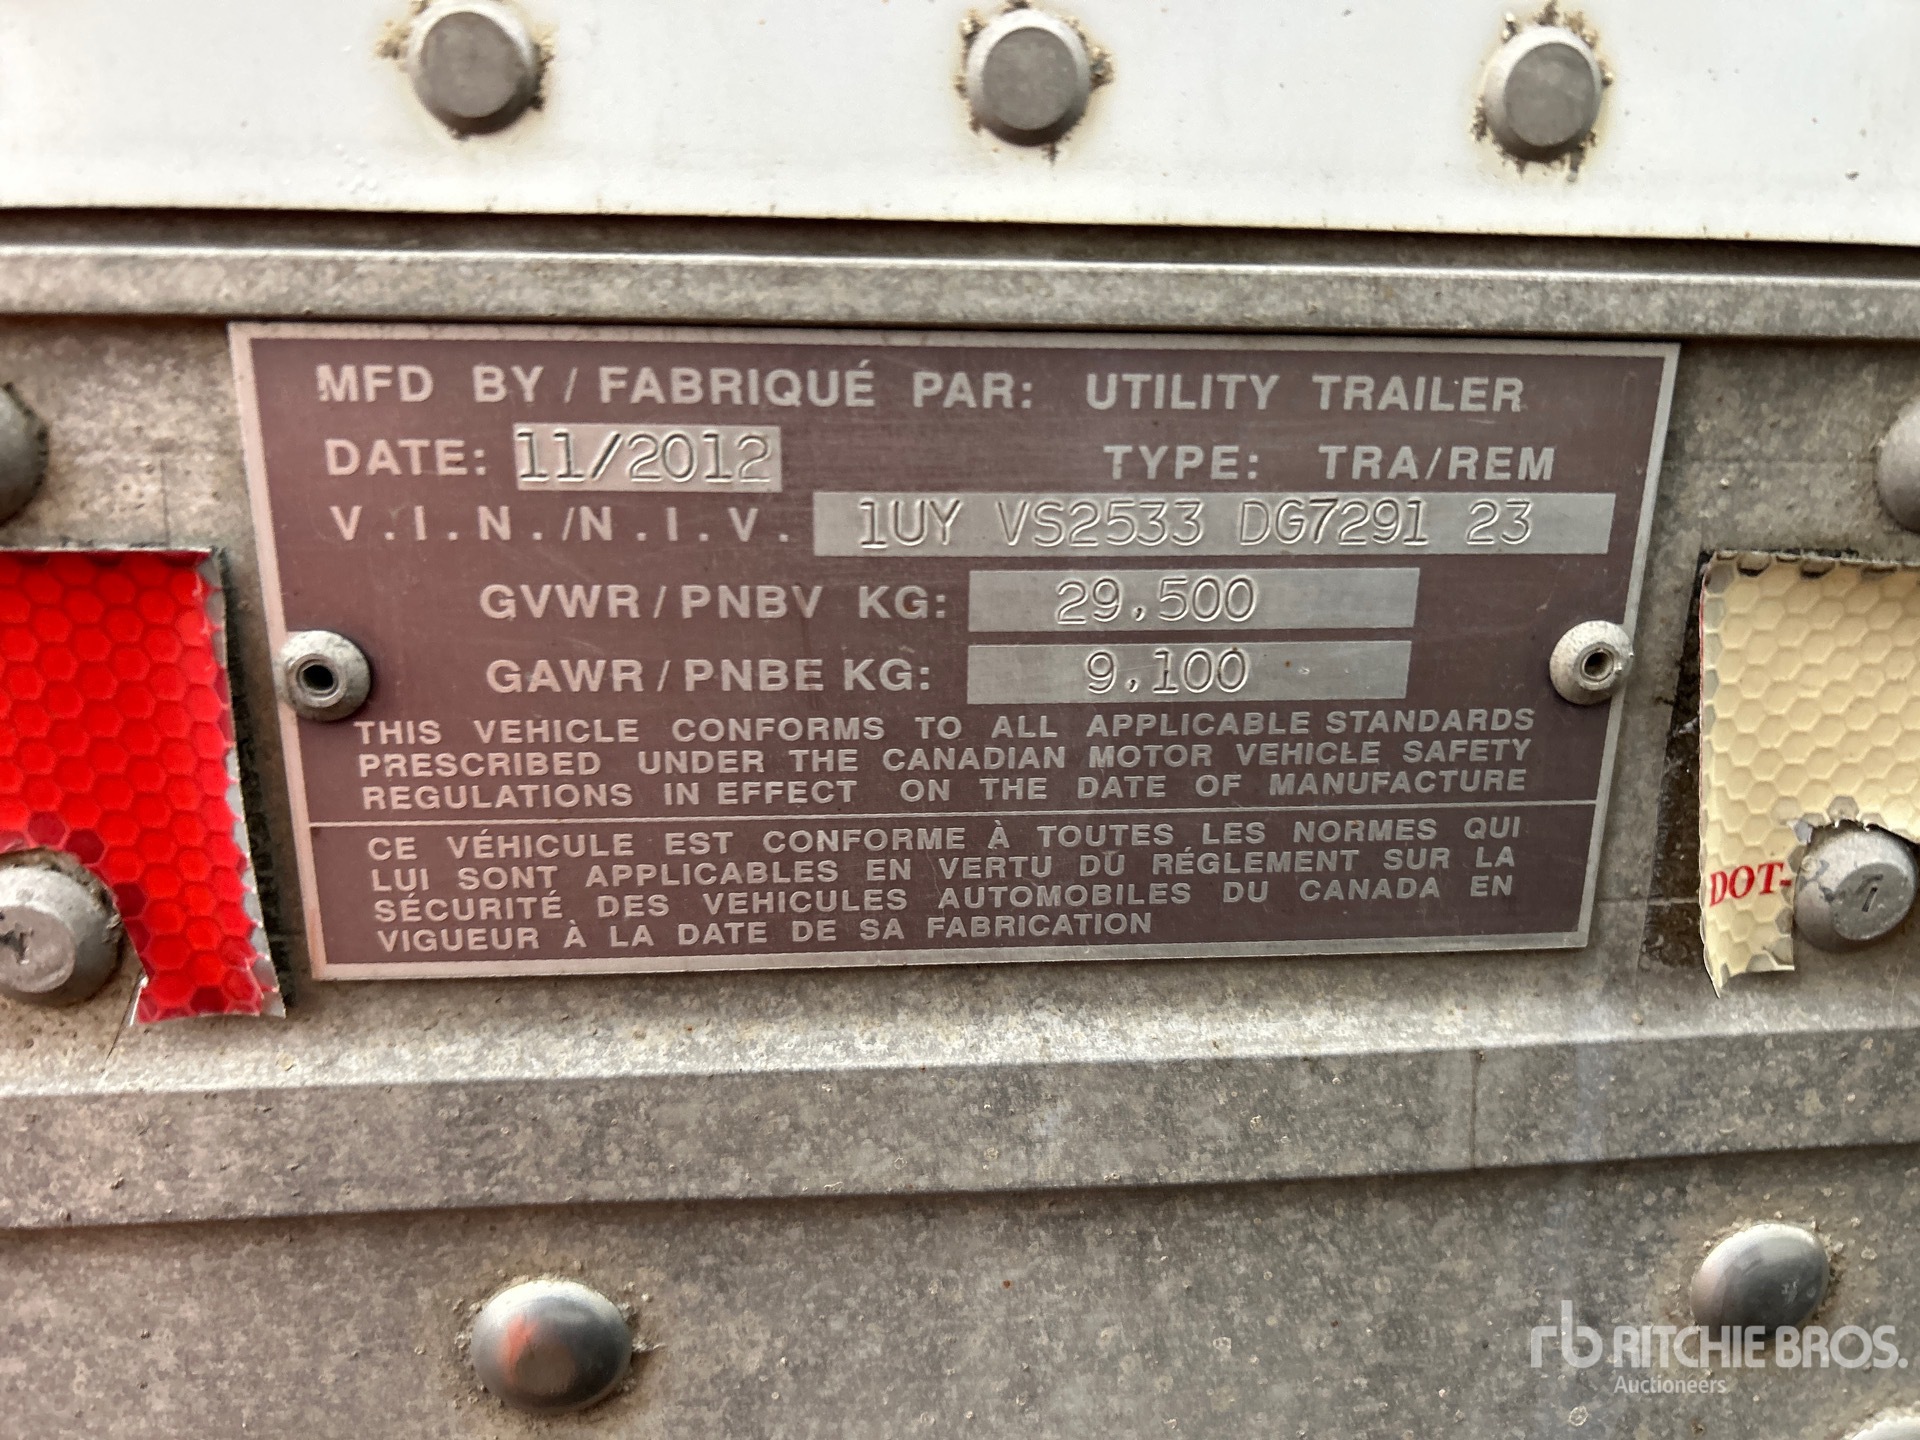 MFD BY / FABRIQUÉ PAR: UTILITY TRAILER
DATE: 11/2012 TYPE: TRA/REM
V.I.N./N.I.V. 1UY VS2533 DG7291 23
GVWR/PNBV KG: 29,500
GAWR/PNBE KG: 9,100
THIS VEHICLE CONFORMS TO ALL APPLICABLE STANDARDS
PRESCRIBED UNDER THE CANADIAN MOTOR VEHICLE SAFETY
REGULATIONS IN EFFECT ON THE DATE OF MANUFACTURE
CE VÉHICULE EST CONFORME À TOUTES LES NORMES QUI
LUI SONT APPLICABLES EN VERTU DU RÉGLEMENT SUR LA
SÉCURITÉ DES VEHICULES AUTOMOBILES DU CANADA EN
VIGUEUR À LA DATE DE SA FABRICATION
DOT-
rb RITCHIE BROS.
Auctioneers